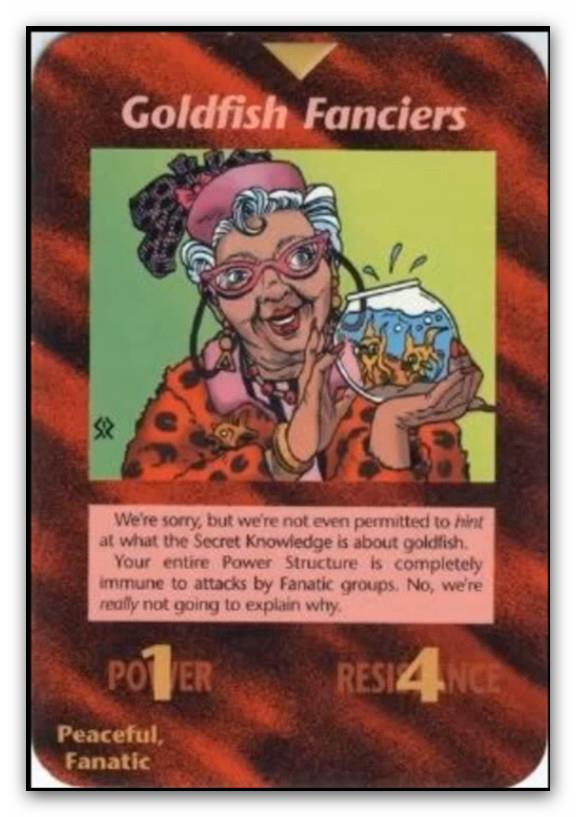 Goldfish Fanciers
We're sorry, but we're not even permitted to hint
at what the Secret Knowledge is about goldfish.
Your entire Power Structure is completely
immune to attacks by Fanatic groups. No, we're
really not going to explain why.
POWER 1 RESISTANCE 4
Peaceful,
Fanatic